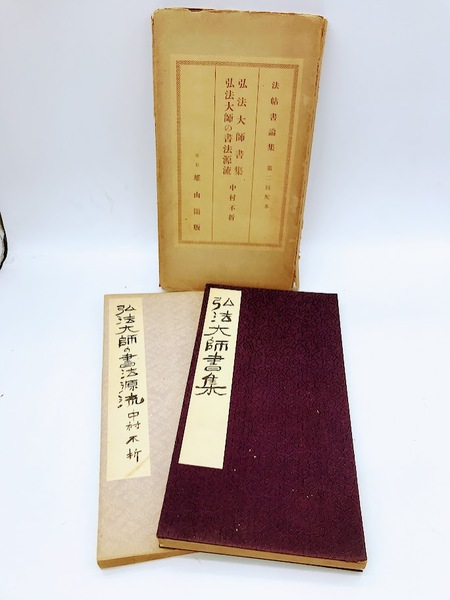 法帖書論集 第二回配本
弘法大師書集
弘法大師の書法源流 中村不折
東京 雄山閣版
弘法大師の書法源流 中村不折
弘法大師書集